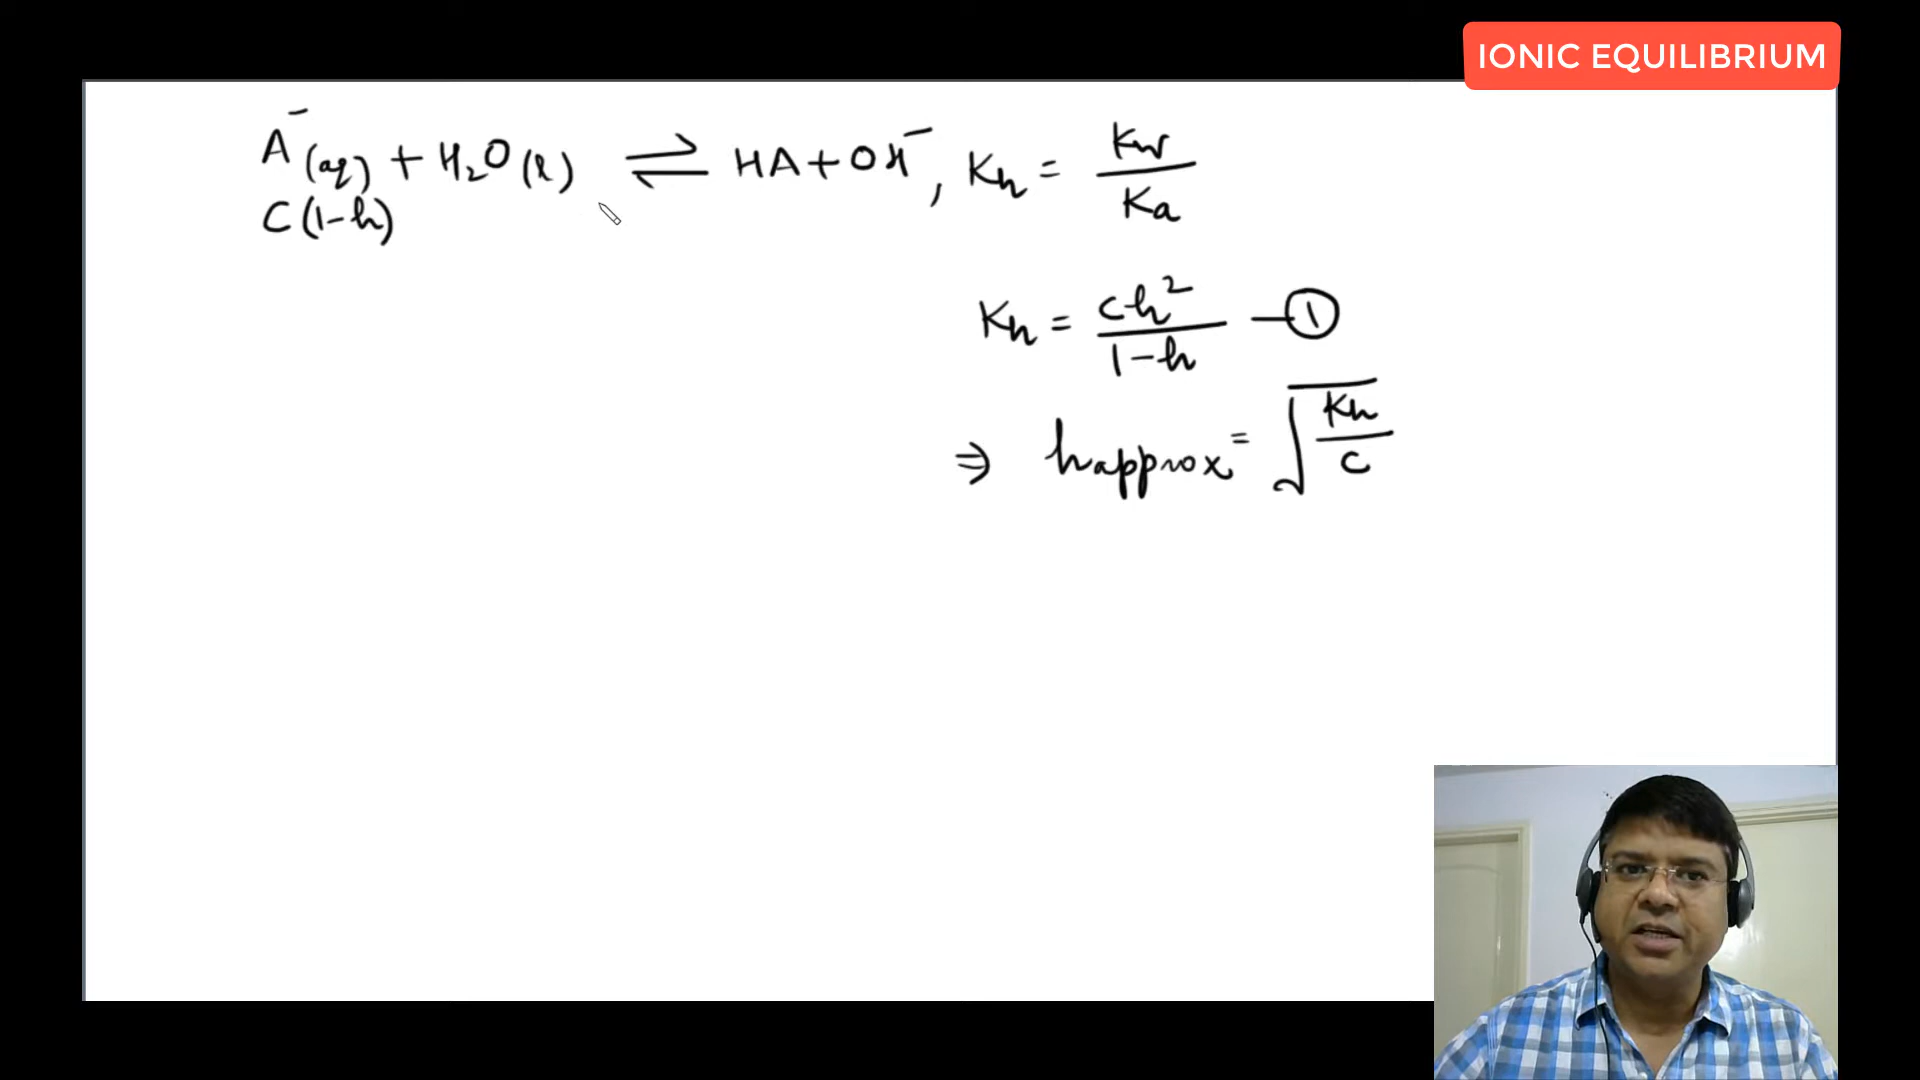 IONIC EQUILIBRIUM
A⁻(aq) + H₂O(l) ⇌ HA + OH⁻, Kh = Kw/Ka
C(1-h)
Kh = ch²/1-h —①
⇒ happrox = √Kh/c